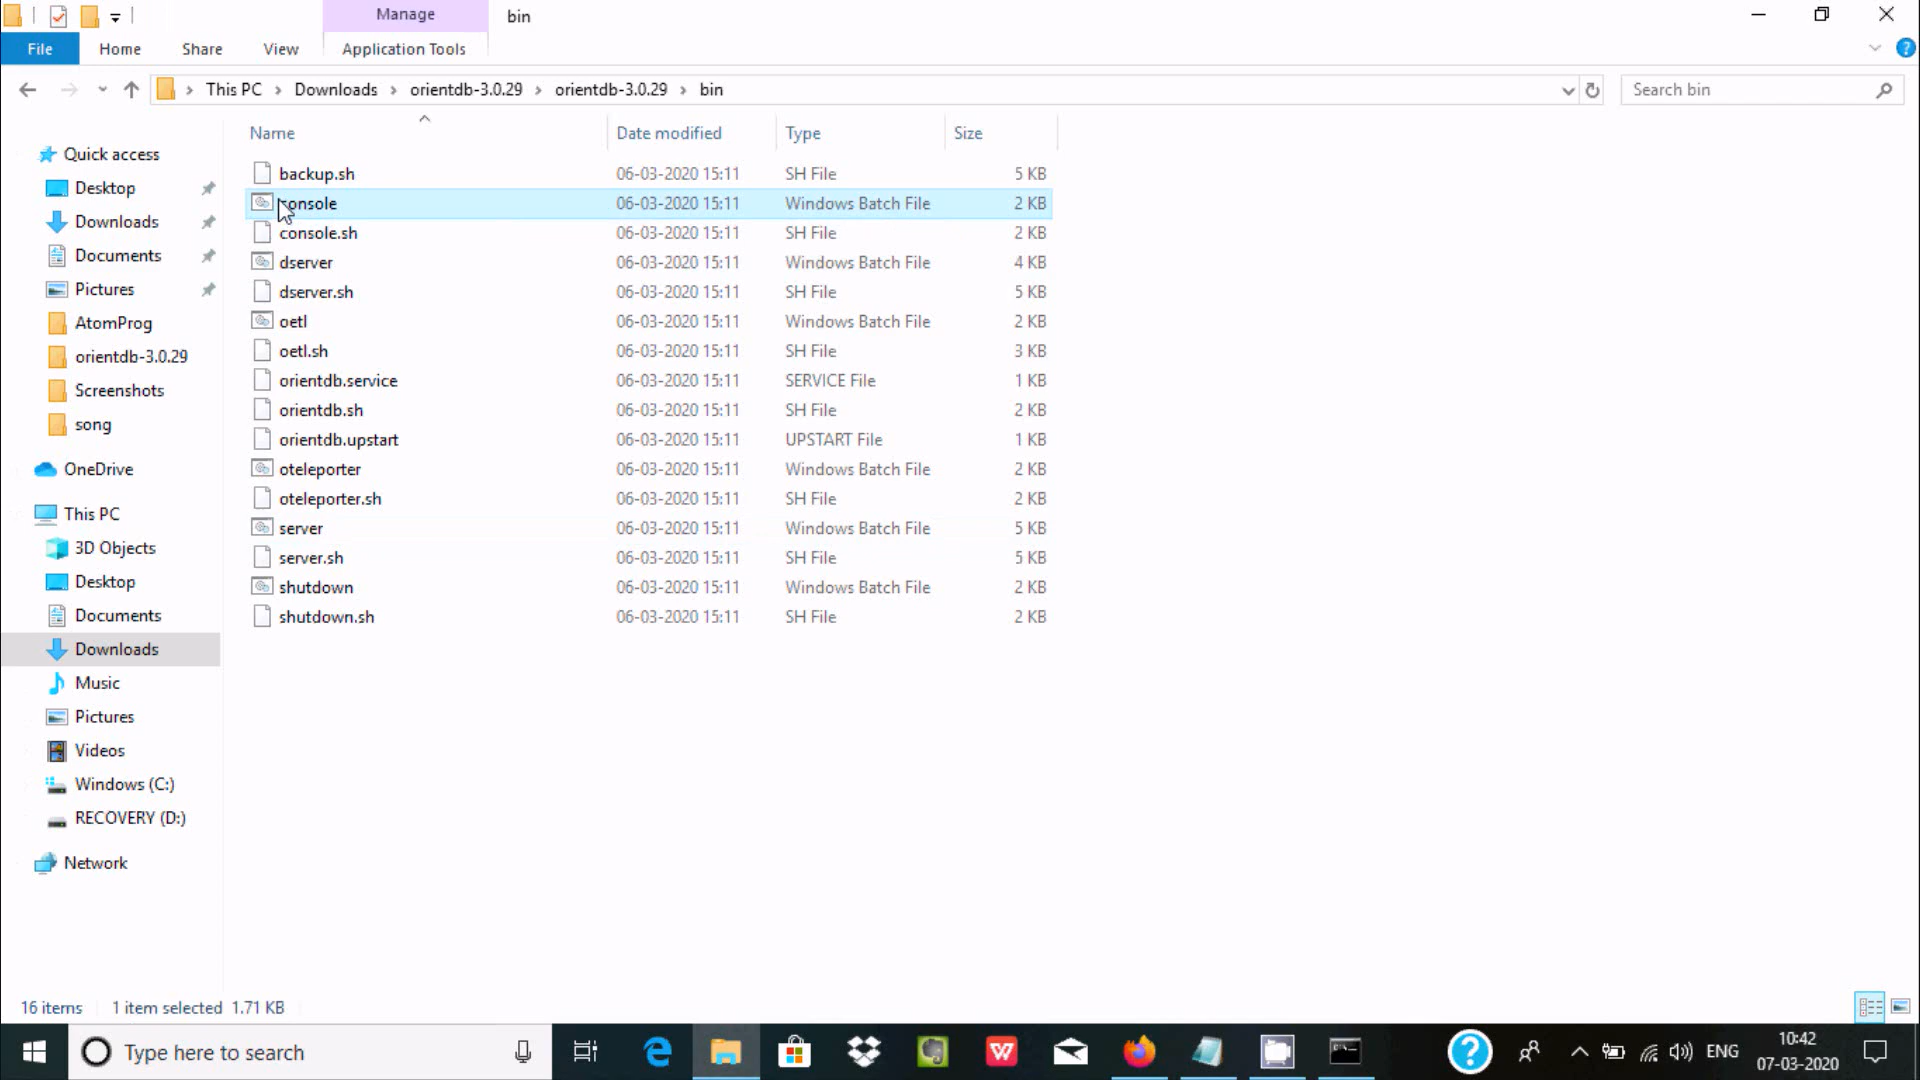 Manage
bin
File
Home
Share
View
Application Tools
This PC
Downloads
orientdb-3.0.29
orientdb-3.0.29
bin
Search bin
Name
Date modified
Type
Size
Quick access
Desktop
Downloads
Documents
Pictures
AtomProg
orientdb-3.0.29
Screenshots
song
OneDrive
This PC
3D Objects
Desktop
Documents
Downloads
Music
Pictures
Videos
Windows (C:)
RECOVERY (D:)
Network
backup.sh 06-03-2020 15:11 SH File 5 KB
console 06-03-2020 15:11 Windows Batch File 2 KB
console.sh 06-03-2020 15:11 SH File 2 KB
dserver 06-03-2020 15:11 Windows Batch File 4 KB
dserver.sh 06-03-2020 15:11 SH File 5 KB
oetl 06-03-2020 15:11 Windows Batch File 2 KB
oetl.sh 06-03-2020 15:11 SH File 3 KB
orientdb.service 06-03-2020 15:11 SERVICE File 1 KB
orientdb.sh 06-03-2020 15:11 SH File 2 KB
orientdb.upstart 06-03-2020 15:11 UPSTART File 1 KB
oteleporter 06-03-2020 15:11 Windows Batch File 2 KB
oteleporter.sh 06-03-2020 15:11 SH File 2 KB
server 06-03-2020 15:11 Windows Batch File 5 KB
server.sh 06-03-2020 15:11 SH File 5 KB
shutdown 06-03-2020 15:11 Windows Batch File 2 KB
shutdown.sh 06-03-2020 15:11 SH File 2 KB
16 items
1 item selected 1.71 KB
Type here to search
ENG
10:42
07-03-2020